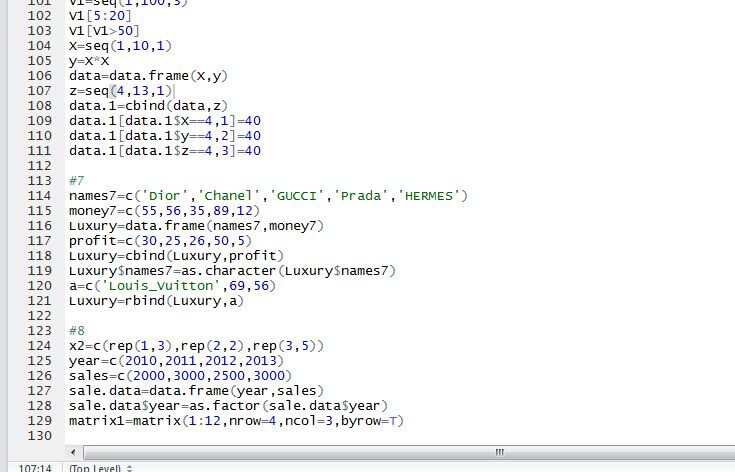 101 V1=seq(1,100,3)
102 V1[5:20]
103 V1[V1>50]
104 X=seq(1,10,1)
105 y=X*X
106 data=data.frame(X,y)
107 z=seq(4,13,1)
108 data.1=cbind(data,z)
109 data.1[data.1$X==4,1]=40
110 data.1[data.1$y==4,2]=40
111 data.1[data.1$z==4,3]=40
112
113 #7
114 names7=c('Dior','Chanel','GUCCI','Prada','HERMES')
115 money7=c(55,56,35,89,12)
116 Luxury=data.frame(names7,money7)
117 profit=c(30,25,26,50,5)
118 Luxury=cbind(Luxury,profit)
119 Luxury$names7=as.character(Luxury$names7)
120 a=c('Louis_Vuitton',69,56)
121 Luxury=rbind(Luxury,a)
122
123 #8
124 x2=c(rep(1,3),rep(2,2),rep(3,5))
125 year=c(2010,2011,2012,2013)
126 sales=c(2000,3000,2500,3000)
127 sale.data=data.frame(year,sales)
128 sale.data$year=as.factor(sale.data$year)
129 matrix1=matrix(1:12,nrow=4,ncol=3,byrow=T)
130
107:14 (Top Level)